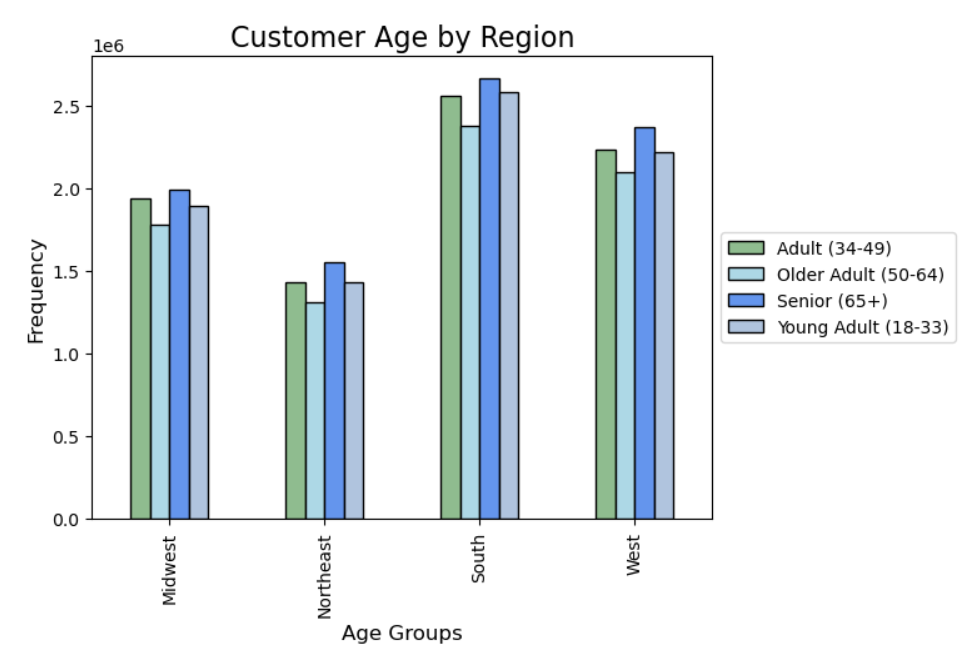 Customer Age by Region
1e6
2.5
2.0
1.5
1.0
0.5
0.0
Frequency
Midwest
Northeast
South
West
Age Groups
Adult (34-49)
Older Adult (50-64)
Senior (65+)
Young Adult (18-33)